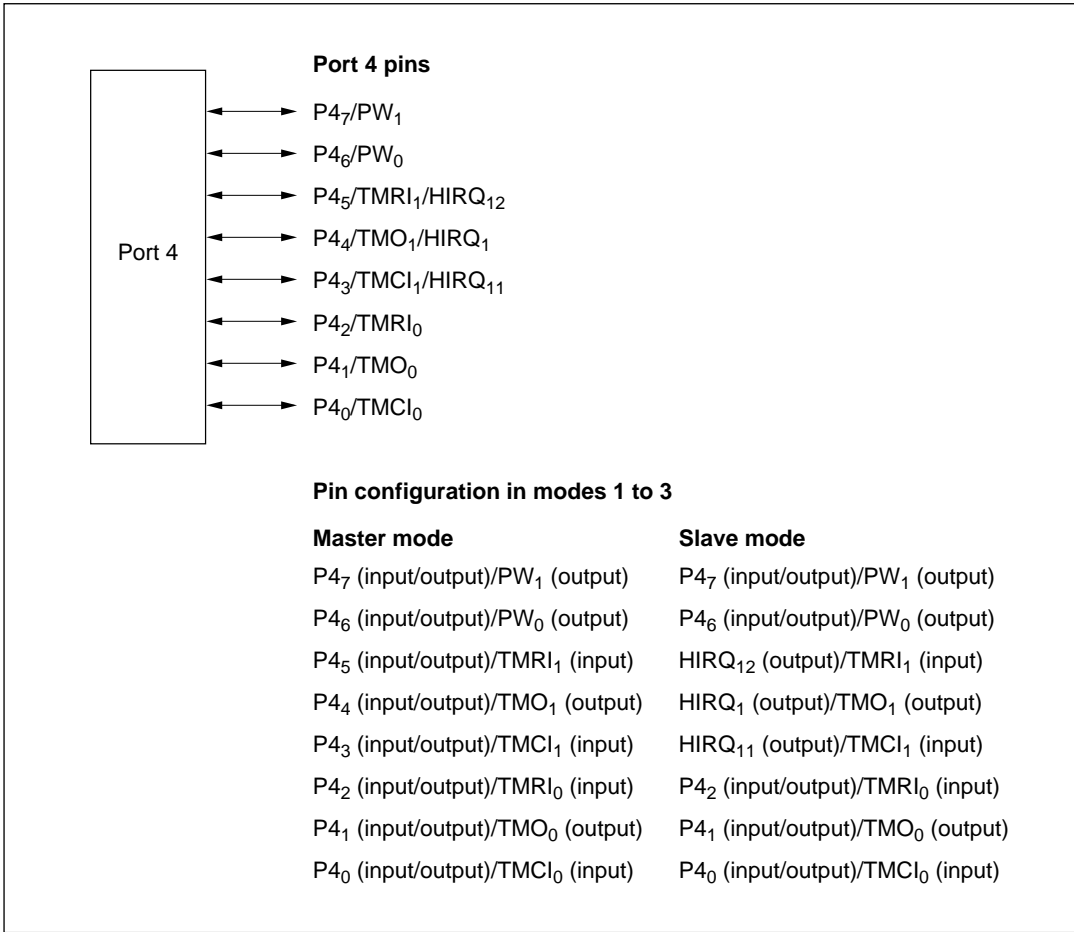 Port 4 pins
P4₇/PW₁
P4₆/PW₀
P4₅/TMRI₁/HIRQ₁₂
P4₄/TMO₁/HIRQ₁
Port 4
P4₃/TMCI₁/HIRQ₁₁
P4₂/TMRI₀
P4₁/TMO₀
P4₀/TMCI₀
Pin configuration in modes 1 to 3
Master mode Slave mode
P4₇ (input/output)/PW₁ (output) P4₇ (input/output)/PW₁ (output)
P4₆ (input/output)/PW₀ (output) P4₆ (input/output)/PW₀ (output)
P4₅ (input/output)/TMRI₁ (input) HIRQ₁₂ (output)/TMRI₁ (input)
P4₄ (input/output)/TMO₁ (output) HIRQ₁ (output)/TMO₁ (output)
P4₃ (input/output)/TMCI₁ (input) HIRQ₁₁ (output)/TMCI₁ (input)
P4₂ (input/output)/TMRI₀ (input) P4₂ (input/output)/TMRI₀ (input)
P4₁ (input/output)/TMO₀ (output) P4₁ (input/output)/TMO₀ (output)
P4₀ (input/output)/TMCI₀ (input) P4₀ (input/output)/TMCI₀ (input)